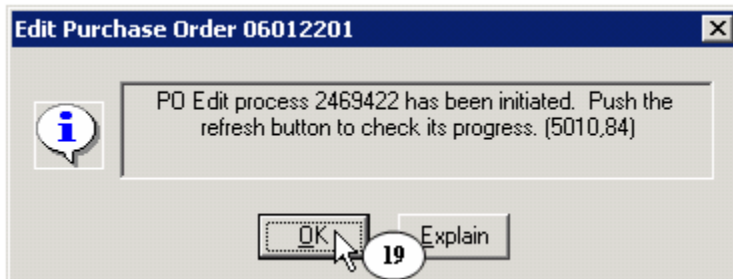 Edit Purchase Order 06012201
PO Edit process 2469422 has been initiated.  Push the
refresh button to check its progress. (5010,84)
OK
19
Explain